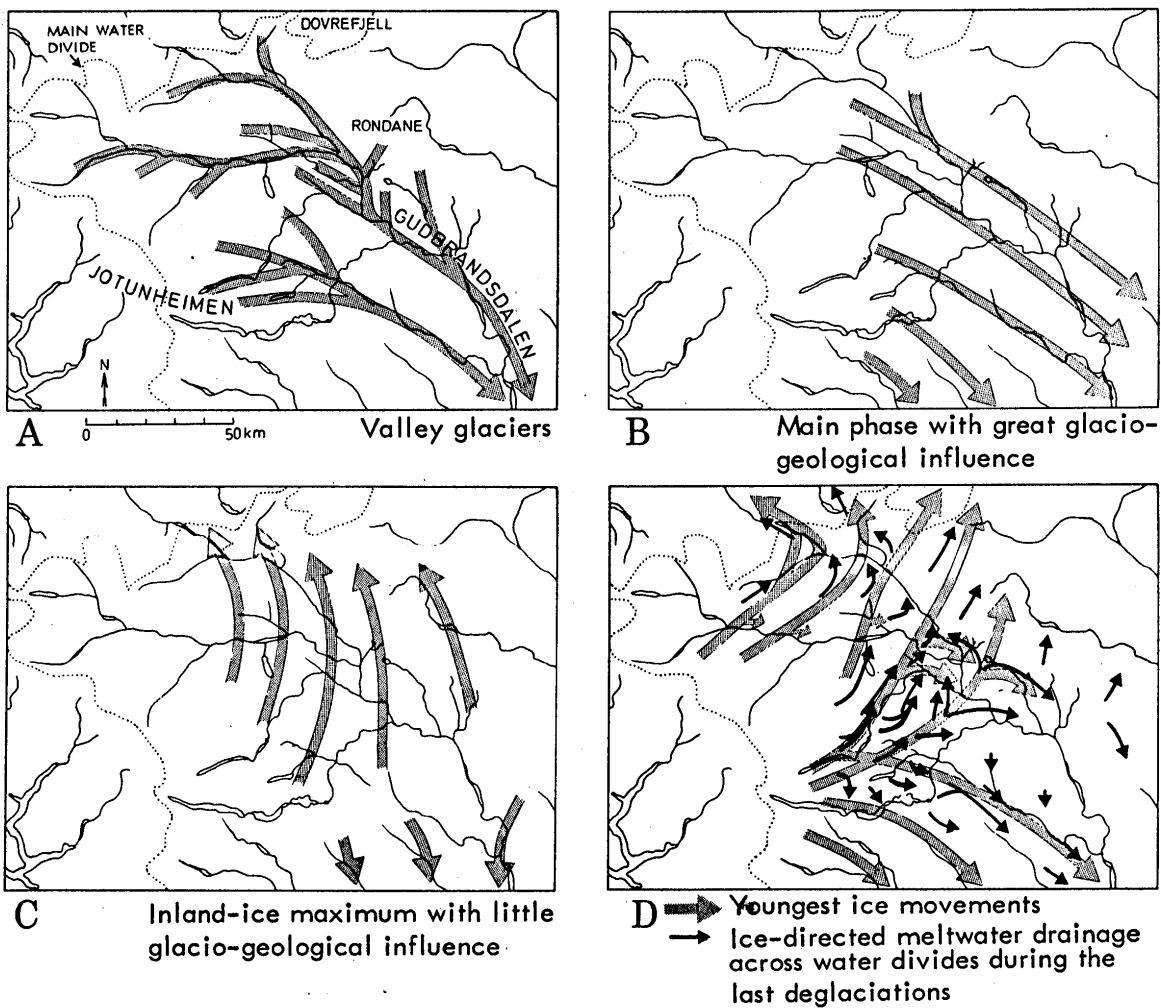 MAIN WATER
DIVIDE
DOVREFJELL
RONDANE
GUDBRANDSDALEN
JOTUNHEIMEN
N
0 50km
A Valley glaciers
B Main phase with great glacio-
geological influence
C Inland-ice maximum with little
glacio-geological influence
D Youngest ice movements
Ice-directed meltwater drainage
across water divides during the
last deglaciations